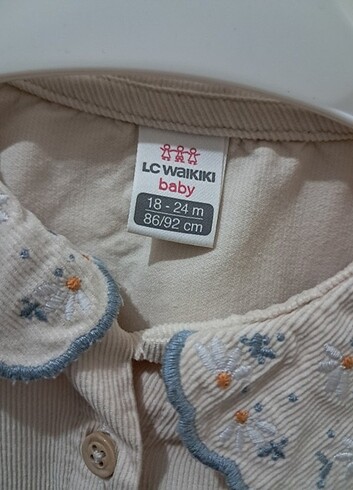 LC WAIKIKI
baby
18 - 24 m
86/92 cm